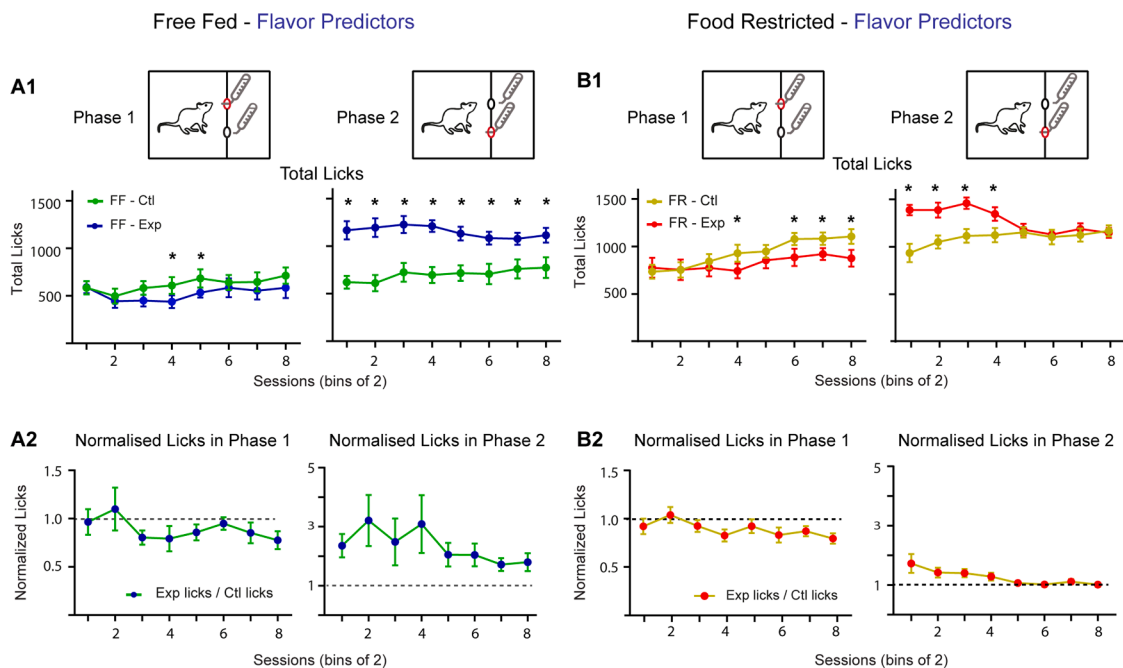 Free Fed - Flavor Predictors
Food Restricted - Flavor Predictors
A1
Phase 1
Phase 2
Total Licks
FF - Ctl
FF - Exp
* *
* * * * * * * *
Total Licks
1500
1000
500
2 4 6 8
2 4 6 8
Sessions (bins of 2)
B1
Phase 1
Phase 2
Total Licks
FR - Ctl
FR - Exp
* * * *
* * * *
Total Licks
1500
1000
500
2 4 6 8
2 4 6 8
Sessions (bins of 2)
A2
Normalised Licks in Phase 1
Normalised Licks in Phase 2
Normalized Licks
1.5
1.0
0.5
Exp licks / Ctl licks
2 4 6 8
5
3
1
2 4 6 8
Sessions (bins of 2)
B2
Normalised Licks in Phase 1
Normalised Licks in Phase 2
Normalized Licks
1.5
1.0
0.5
Exp licks / Ctl licks
2 4 6 8
5
3
1
2 4 6 8
Sessions (bins of 2)